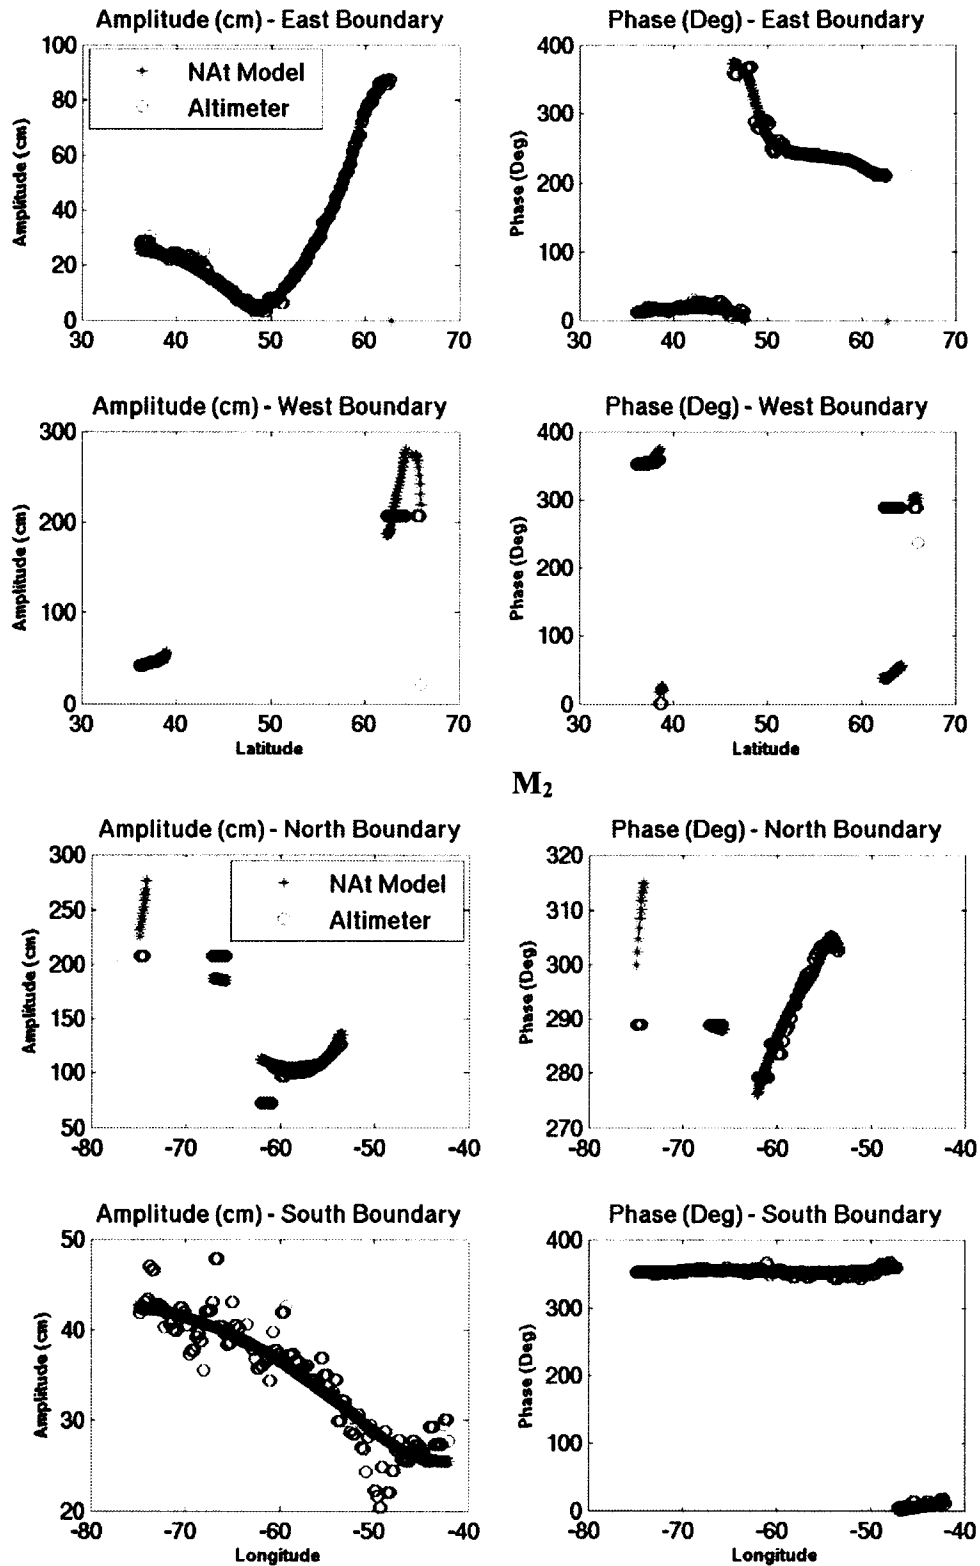 Amplitude (cm) - East Boundary
Phase (Deg) - East Boundary
100
80
60
40
20
0
Amplitude (cm)
NAt Model
Altimeter
30 40 50 60 70
400
300
200
100
0
Phase (Deg)
30 40 50 60 70
Amplitude (cm) - West Boundary
Phase (Deg) - West Boundary
300
200
100
0
Amplitude (cm)
30 40 50 60 70
Latitude
400
300
200
100
0
Phase (Deg)
30 40 50 60 70
Latitude
M₂
Amplitude (cm) - North Boundary
Phase (Deg) - North Boundary
300
250
200
150
100
50
Amplitude (cm)
NAt Model
Altimeter
-80 -70 -60 -50 -40
320
310
300
290
280
270
Phase (Deg)
-80 -70 -60 -50 -40
Amplitude (cm) - South Boundary
Phase (Deg) - South Boundary
50
40
30
20
Amplitude (cm)
-80 -70 -60 -50 -40
Longitude
400
300
200
100
0
Phase (Deg)
-80 -70 -60 -50 -40
Longitude